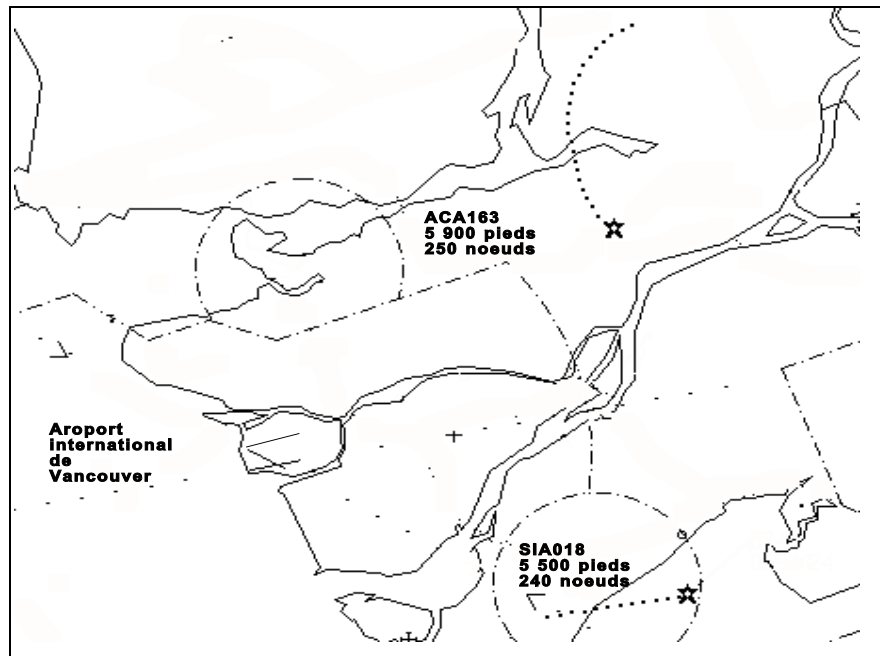 ACA163
5 900 pieds
250 noeuds
Aroport
international
de
Vancouver
SIA018
5 500 pieds
240 noeuds